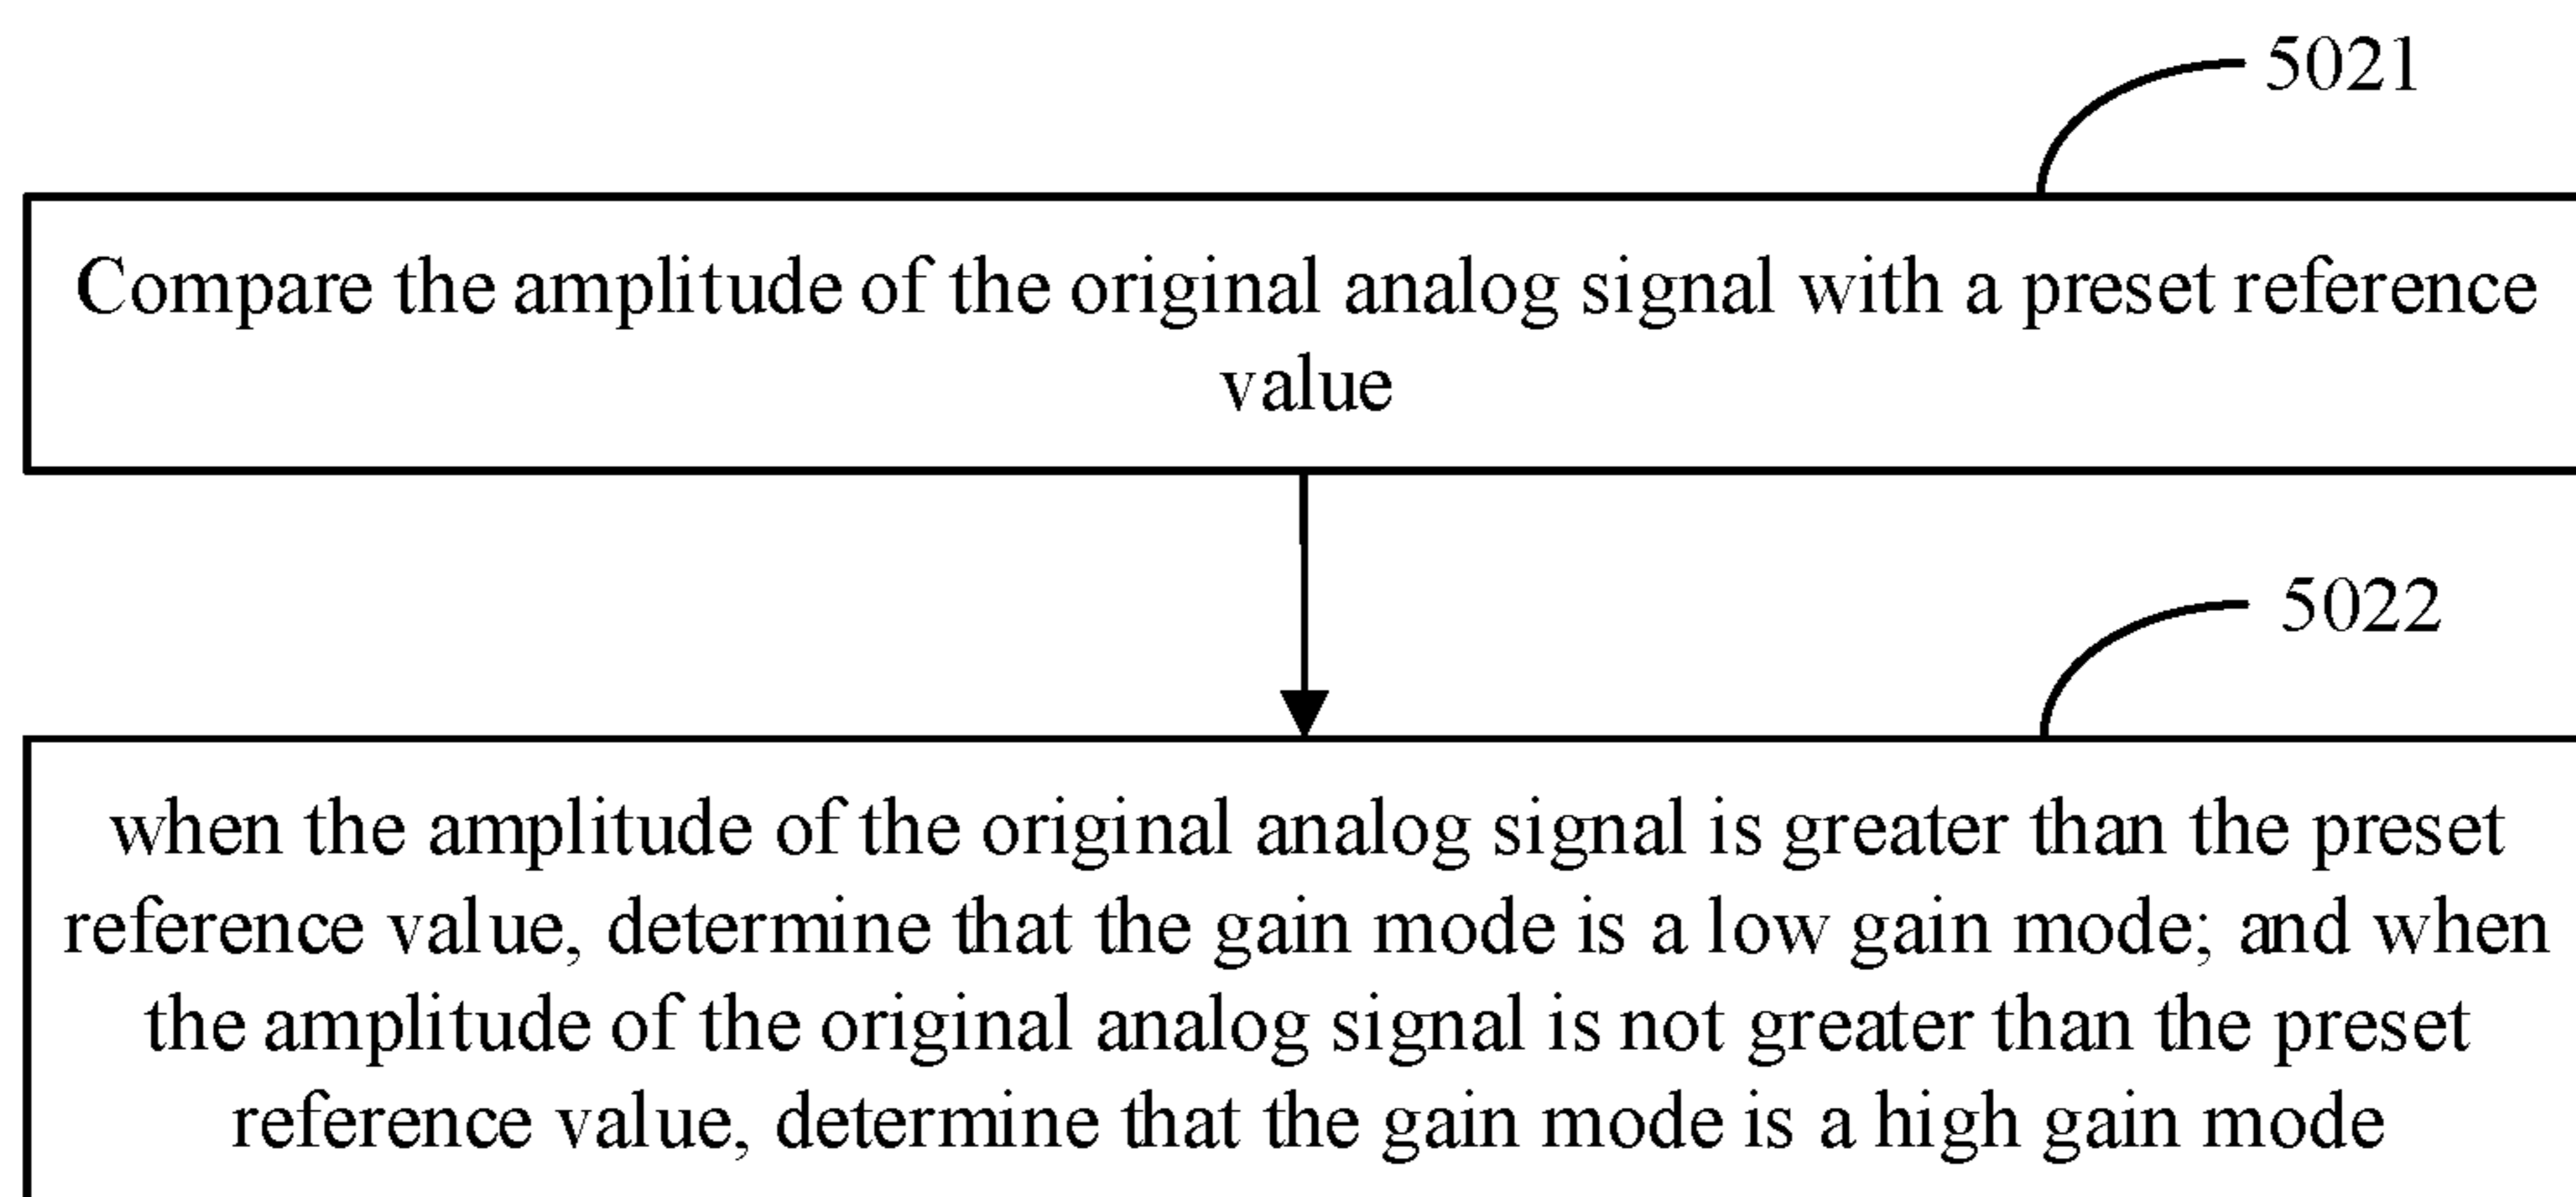 5021
Compare the amplitude of the original analog signal with a preset reference
value
5022
when the amplitude of the original analog signal is greater than the preset
reference value, determine that the gain mode is a low gain mode; and when
the amplitude of the original analog signal is not greater than the preset
reference value, determine that the gain mode is a high gain mode